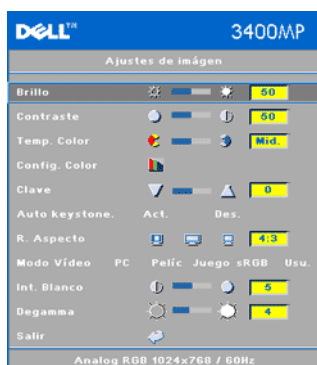 DELL™ 3400MP
Ajustes de imágen
Brillo 50
Contraste 50
Temp. Color Mid.
Config. Color
Clave 0
Auto keystone. Act. Des.
R. Aspecto 4:3
Modo Vídeo PC Pelíc Juego sRGB Usu.
Int. Blanco 5
Degamma 4
Salir
Analog RGB 1024x768 / 60Hz